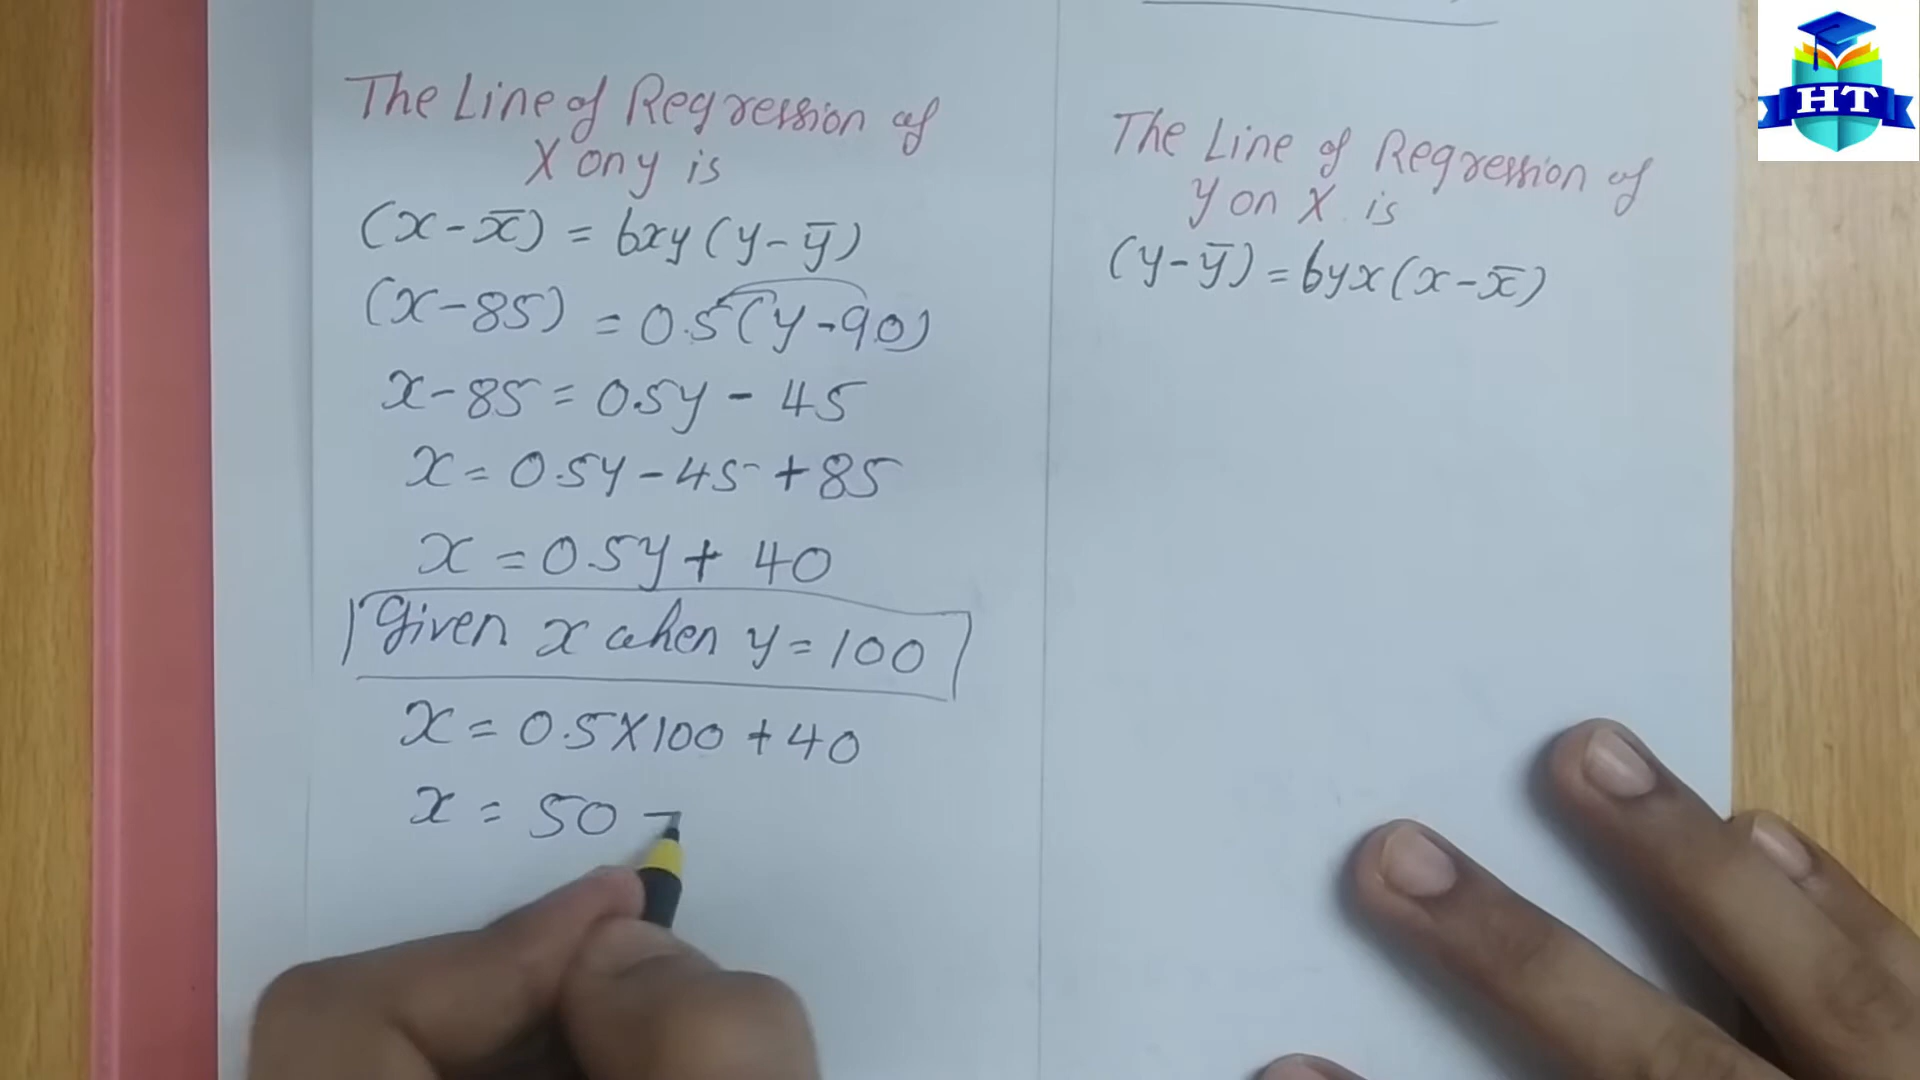 The Line of Regression of
X on y is
(x - x̄) = bxy (y - ȳ)
(x - 85) = 0.5 (y - 90)
x - 85 = 0.5y - 45
x = 0.5y - 45 + 85
x = 0.5y + 40
Given x when y = 100
x = 0.5 X 100 + 40
x = 50 -
The Line of Regression of
y on X is
(y - ȳ) = byx (x - x̄)
HT